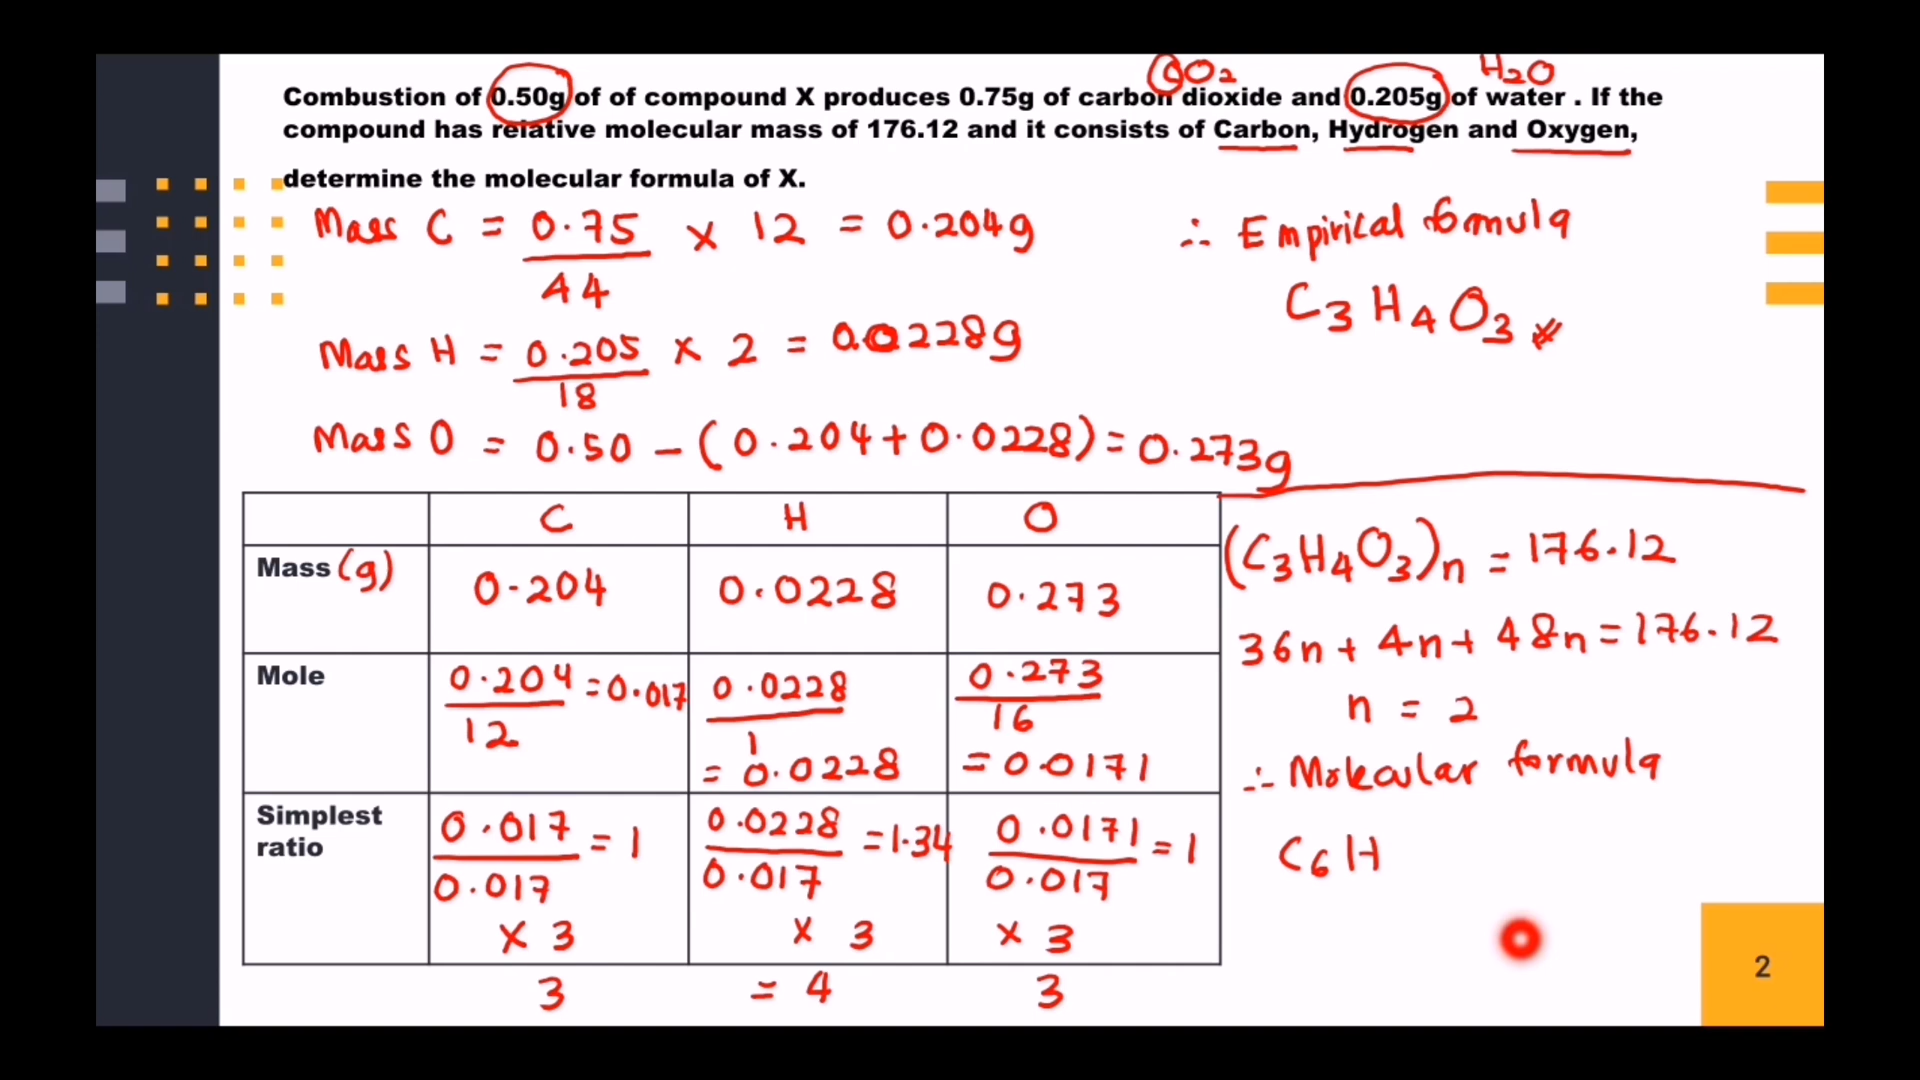 CO₂ H₂O
Combustion of 0.50g of of compound X produces 0.75g of carbon dioxide and 0.205g of water . If the
compound has relative molecular mass of 176.12 and it consists of Carbon, Hydrogen and Oxygen,
determine the molecular formula of X.
Mass C = 0.75/44 × 12 = 0.204g
Mass H = 0.205/18 × 2 = 0.0228g
Mass O = 0.50 − (0.204 + 0.0228) = 0.273g
∴ Empirical formula
C₃H₄O₃
C H O
Mass (g) 0.204 0.0228 0.273
Mole 0.204/12 = 0.017 0.0228/1 = 0.0228 0.273/16 = 0.0171
Simplest ratio 0.017/0.017 = 1 0.0228/0.017 = 1.34 0.0171/0.017 = 1
× 3 × 3 × 3
3 = 4 3
(C₃H₄O₃)n = 176.12
36n + 4n + 48n = 176.12
n = 2
∴ Molecular formula
C₆H
2